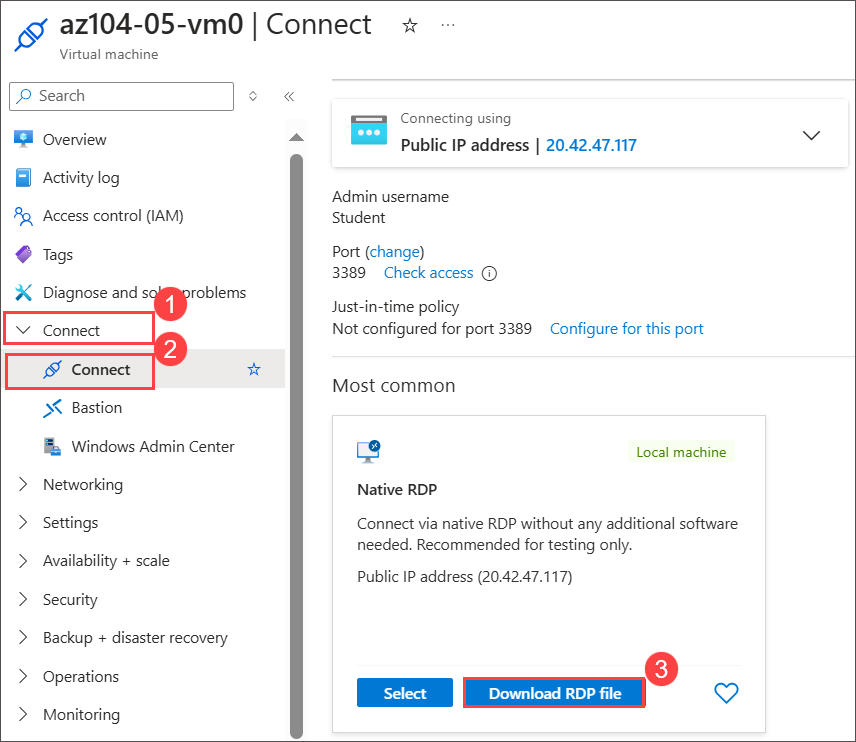 az104-05-vm0 | Connect
Virtual machine
Search
Overview
Activity log
Access control (IAM)
Tags
Diagnose and problems
1
Connect
2
Connect
Bastion
Windows Admin Center
Networking
Settings
Availability + scale
Security
Backup + disaster recovery
Operations
Monitoring
Connecting using
Public IP address | 20.42.47.117
Admin username
Student
Port (change)
3389 Check access
Just-in-time policy
Not configured for port 3389 Configure for this port
Most common
Local machine
Native RDP
Connect via native RDP without any additional software
needed. Recommended for testing only.
Public IP address (20.42.47.117)
3
Select Download RDP file